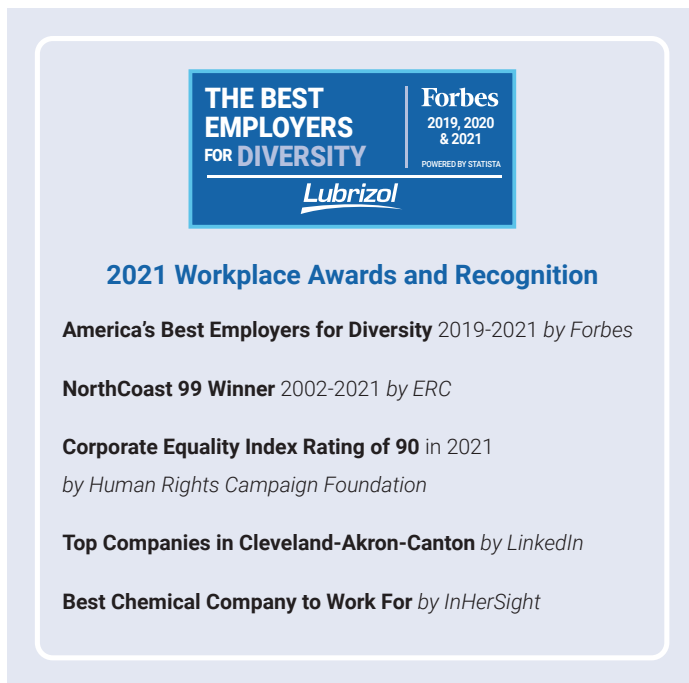 THE BEST
EMPLOYERS
FOR DIVERSITY
Forbes
2019, 2020
& 2021
POWERED BY STATISTA
Lubrizol
2021 Workplace Awards and Recognition
America’s Best Employers for Diversity 2019-2021 by Forbes
NorthCoast 99 Winner 2002-2021 by ERC
Corporate Equality Index Rating of 90 in 2021
by Human Rights Campaign Foundation
Top Companies in Cleveland-Akron-Canton by LinkedIn
Best Chemical Company to Work For by InHerSight